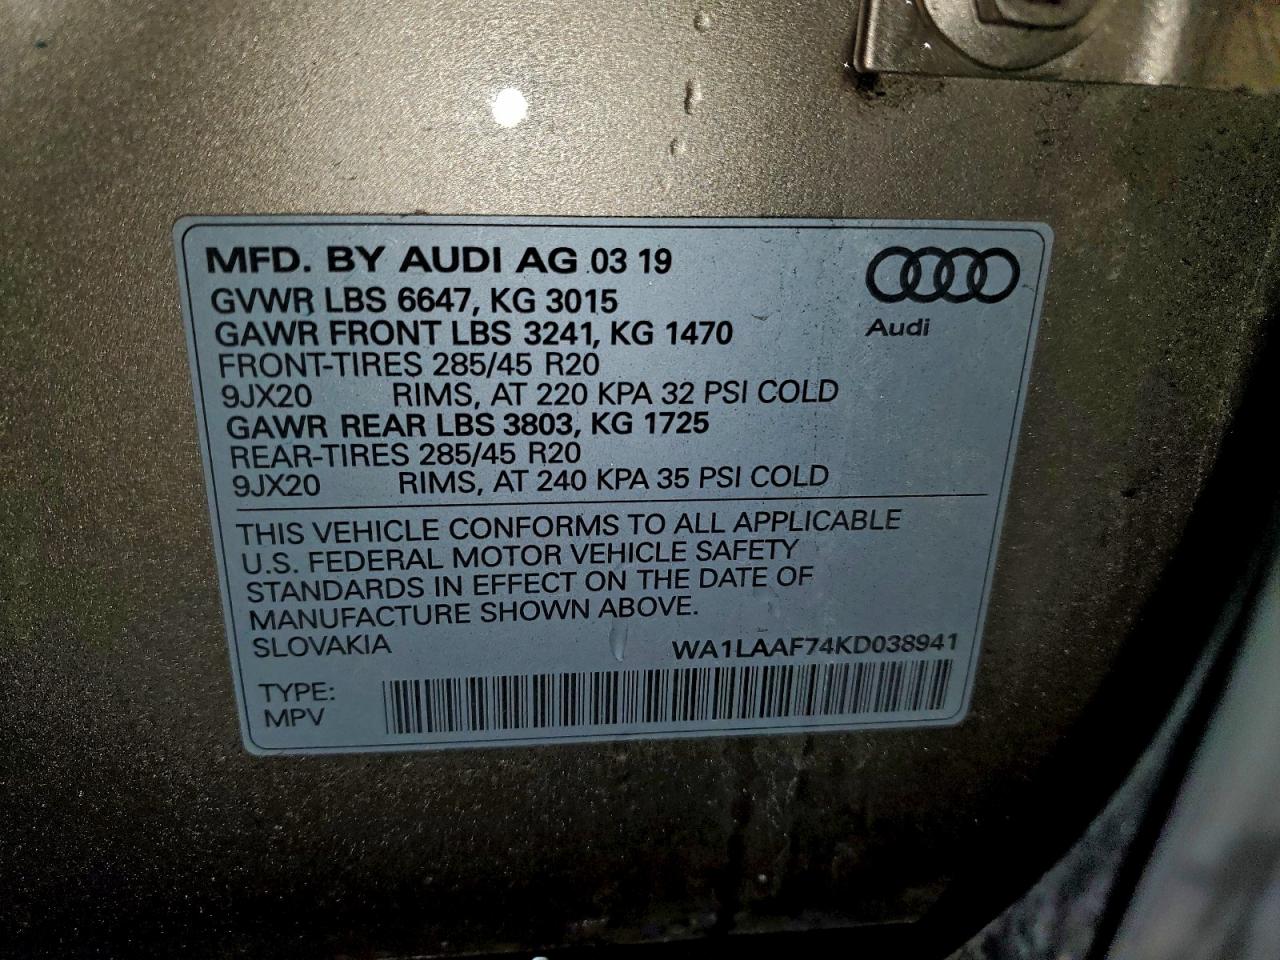 MFD. BY AUDI AG 03 19
GVWR LBS 6647, KG 3015
GAWR FRONT LBS 3241, KG 1470
FRONT-TIRES 285/45 R20
9JX20 RIMS, AT 220 KPA 32 PSI COLD
GAWR REAR LBS 3803, KG 1725
REAR-TIRES 285/45 R20
9JX20 RIMS, AT 240 KPA 35 PSI COLD
Audi
THIS VEHICLE CONFORMS TO ALL APPLICABLE
U.S. FEDERAL MOTOR VEHICLE SAFETY
STANDARDS IN EFFECT ON THE DATE OF
MANUFACTURE SHOWN ABOVE.
SLOVAKIA WA1LAAF74KD038941
TYPE:
MPV